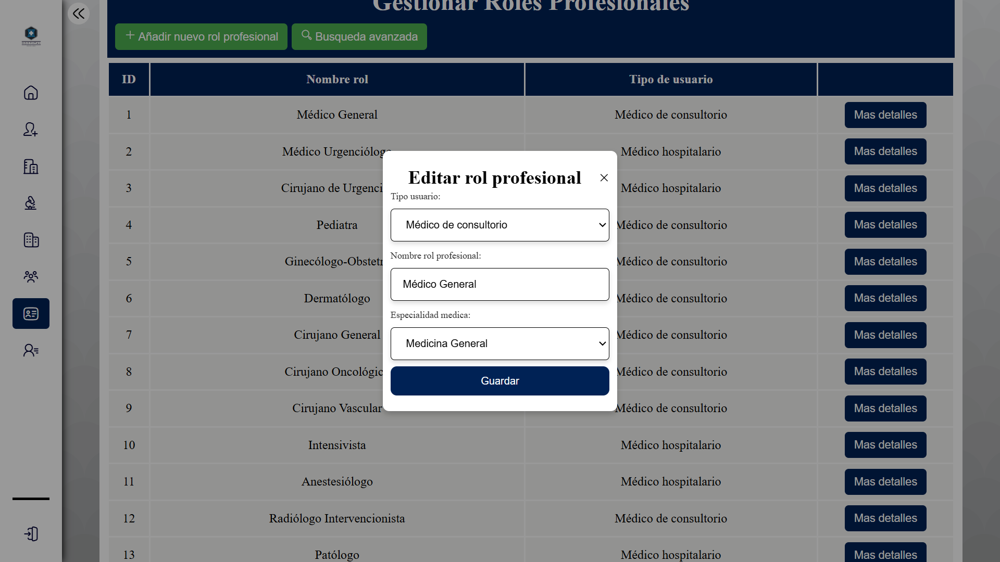 Gestionar Roles Profesionales
Añadir nuevo rol profesional
Busqueda avanzada
HOSPITAL
ID Nombre rol Tipo de usuario
1 Médico General Médico de consultorio Mas detalles
2 Médico Urgenciólogo Médico hospitalario Mas detalles
3 Cirujano de Urgenci Médico hospitalario Mas detalles
4 Pediatra Médico de consultorio Mas detalles
5 Ginecólogo-Obstetr Médico de consultorio Mas detalles
6 Dermatólogo Médico de consultorio Mas detalles
7 Cirujano General Médico de consultorio Mas detalles
8 Cirujano Oncológic Médico de consultorio Mas detalles
9 Cirujano Vascular Médico de consultorio Mas detalles
10 Intensivista Médico hospitalario Mas detalles
11 Anestesiólogo Médico hospitalario Mas detalles
12 Radiólogo Intervencionista Médico de consultorio Mas detalles
13 Patólogo Médico hospitalario Mas detalles
Editar rol profesional
Tipo usuario:
Médico de consultorio
Nombre rol profesional:
Médico General
Especialidad medica:
Medicina General
Guardar